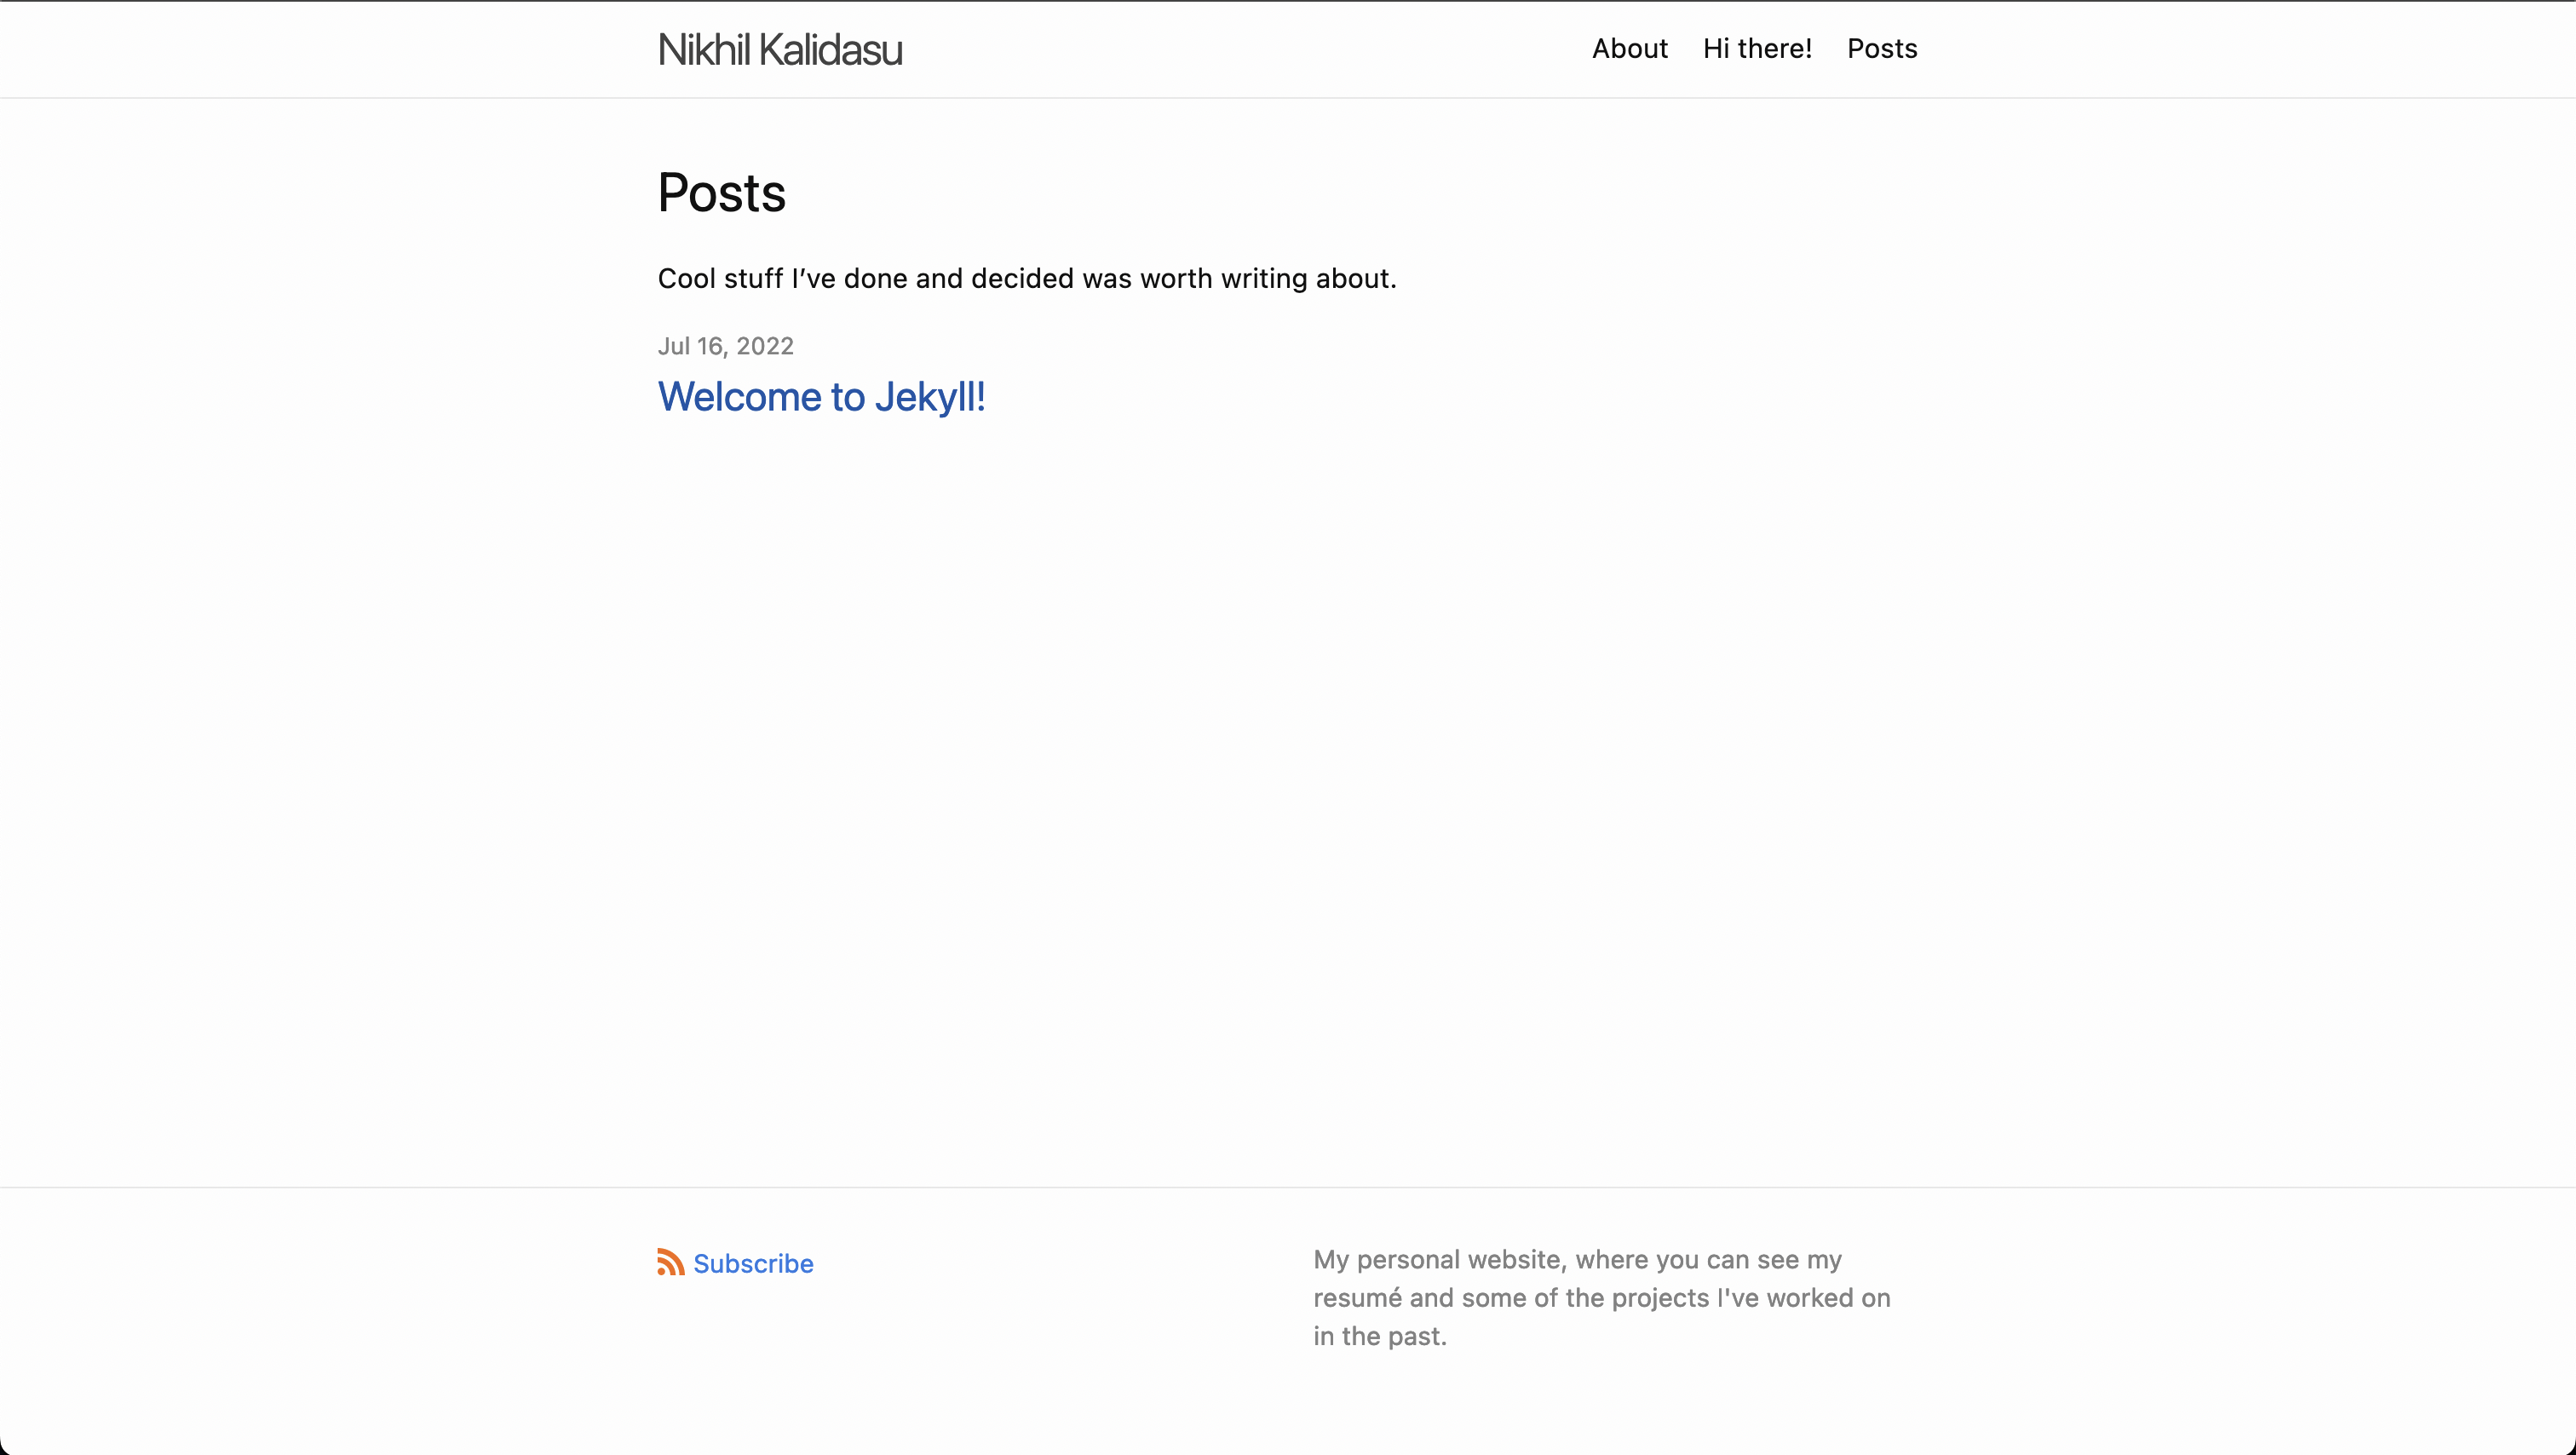 Nikhil Kalidasu
About Hi there! Posts
Posts
Cool stuff I’ve done and decided was worth writing about.
Jul 16, 2022
Welcome to Jekyll!
Subscribe
My personal website, where you can see my
resumé and some of the projects I've worked on
in the past.